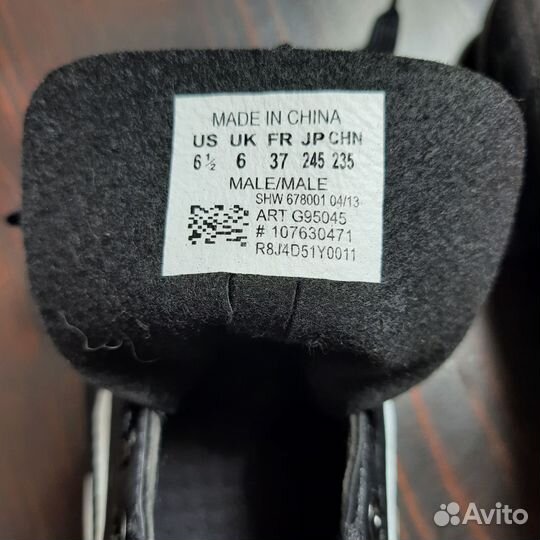 MADE IN CHINA
US UK FR JP CHN
6½ 6 37 245 235
MALE/MALE
SHW 678001 04/13
ART G95045
# 107630471
R8J4D51Y0011
Avito